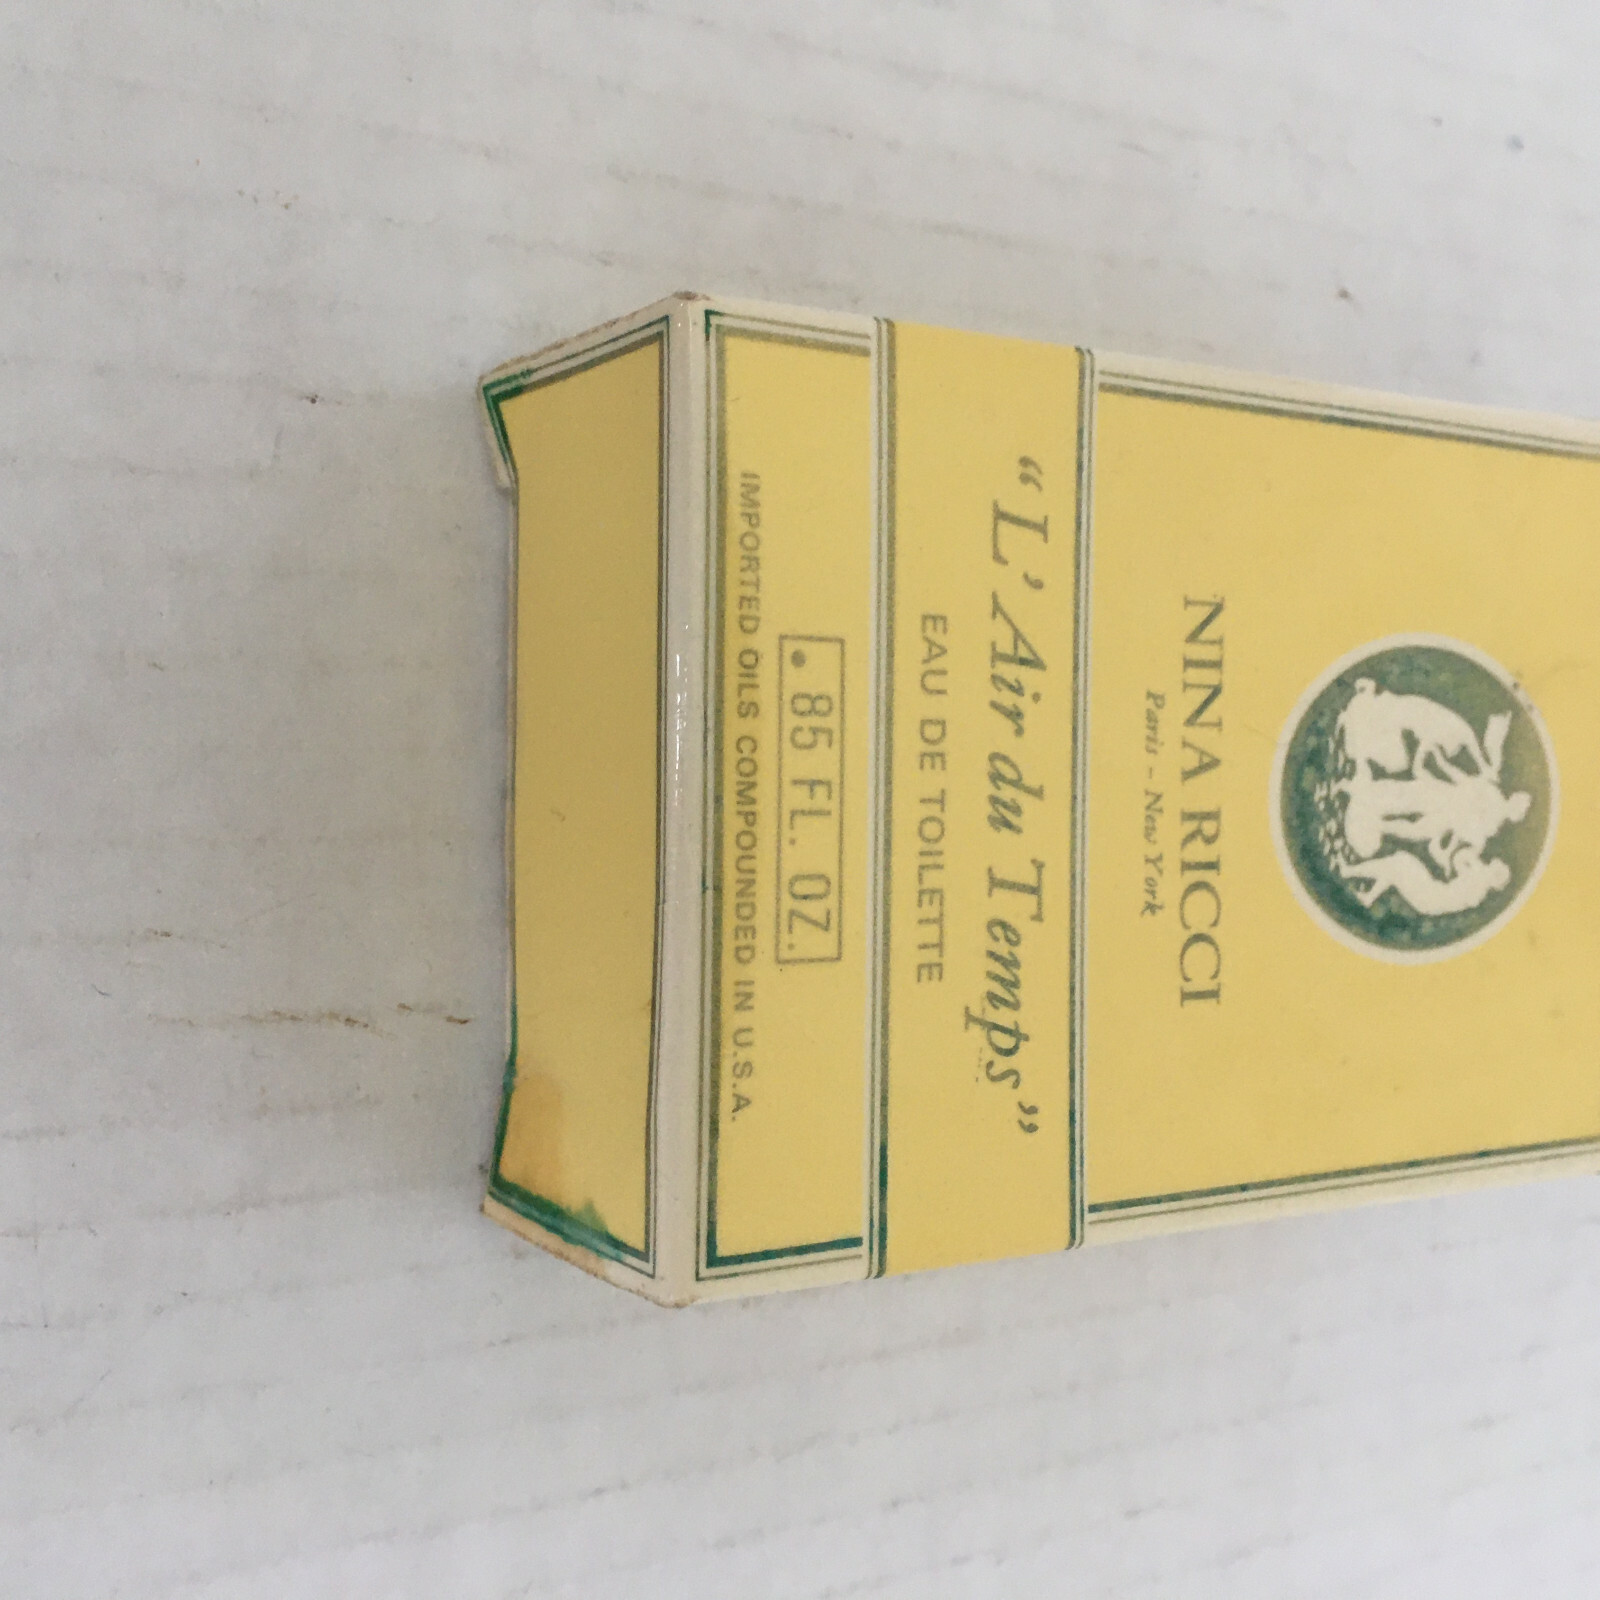 NINA RICCI
Paris - New York
“L'Air du Temps”
EAU DE TOILETTE
.85 FL. OZ.
IMPORTED OILS COMPOUNDED IN U.S.A.